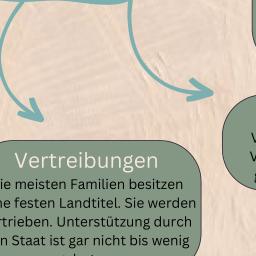 Vertreibungen
ie meisten Familien besitzen
ne festen Landtitel. Sie werden
rtrieben. Unterstützung durch
n Staat ist gar nicht bis wenig